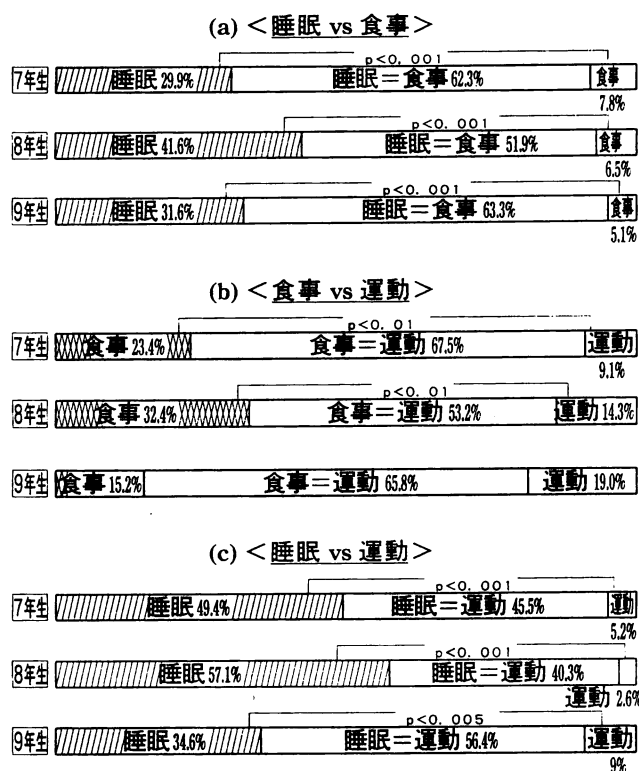 (a) ＜睡眠 vs 食事＞
p<0.001
7年生 睡眠 29.9% 睡眠＝食事 62.3% 食事
7.8%
p<0.001
8年生 睡眠 41.6% 睡眠＝食事 51.9% 食事
6.5%
p<0.001
9年生 睡眠 31.6% 睡眠＝食事 63.3% 食事
5.1%
(b) ＜食事 vs 運動＞
p<0.01
7年生 食事 23.4% 食事＝運動 67.5% 運動
9.1%
p<0.01
8年生 食事 32.4% 食事＝運動 53.2% 運動 14.3%
9年生 食事 15.2% 食事＝運動 65.8% 運動 19.0%
(c) ＜睡眠 vs 運動＞
p<0.001
7年生 睡眠 49.4% 睡眠＝運動 45.5% 運動
5.2%
p<0.001
8年生 睡眠 57.1% 睡眠＝運動 40.3%
運動 2.6%
p<0.005
9年生 睡眠 34.6% 睡眠＝運動 56.4% 運動
9%